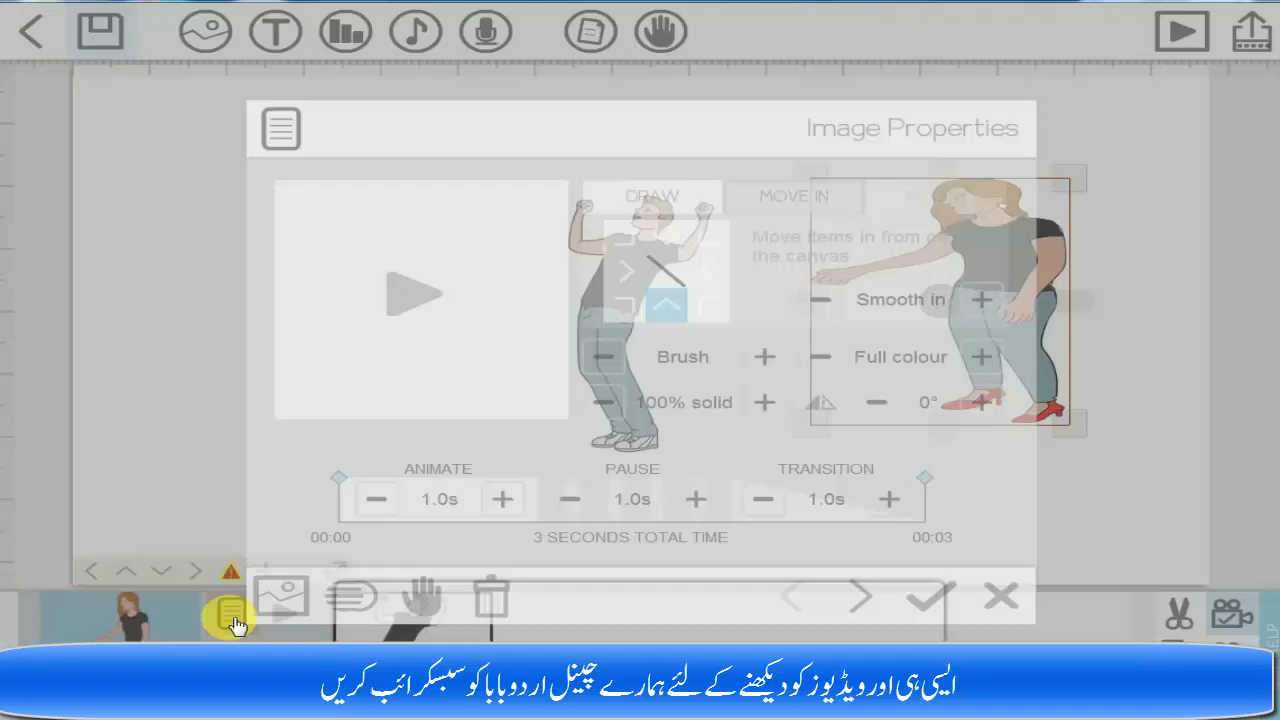 Image Properties
DRAW
MOVE IN
Move items in from o
the canvas
Smooth in
Brush
Full colour
100% solid
0°
ANIMATE
PAUSE
TRANSITION
1.0s
1.0s
1.0s
00:00
3 SECONDS TOTAL TIME
00:03
HELP
ایسی ہی اور ویڈیوز کو دیکھنے کے لئے ہمارے چینل اردو بابا کو سبسکرائب کریں